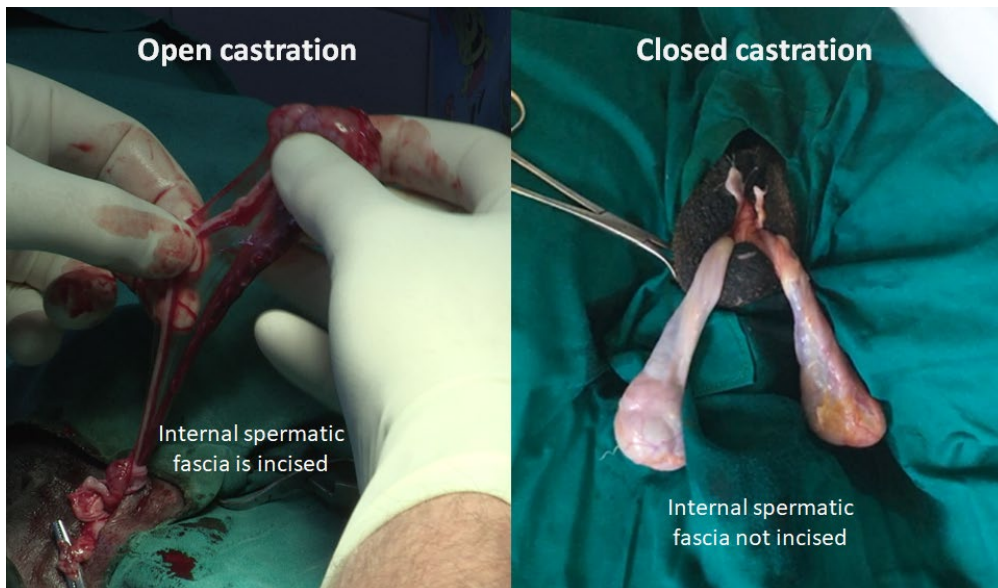 Open castration
Internal spermatic
fascia is incised
Closed castration
Internal spermatic
fascia not incised